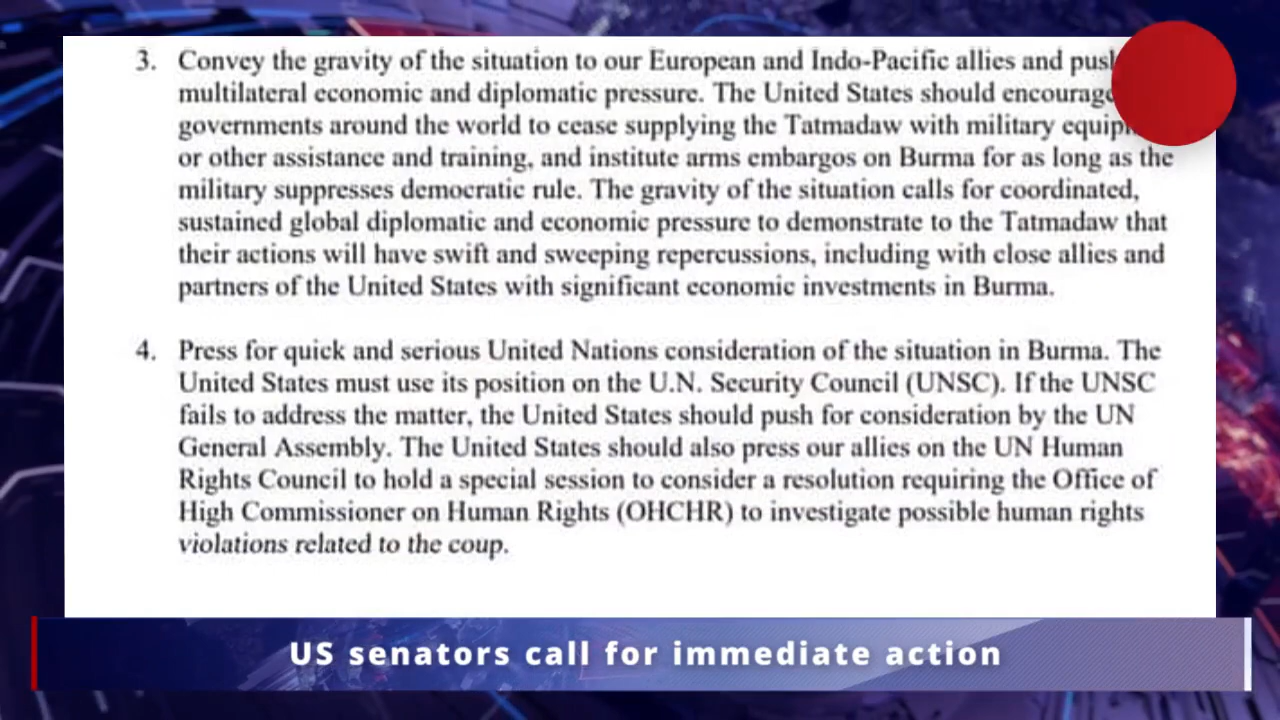 3. Convey the gravity of the situation to our European and Indo-Pacific allies and
multilateral economic and diplomatic pressure. The United States should encourage
governments around the world to cease supplying the Tatmadaw with military
or other assistance and training, and institute arms embargos on Burma for as long as the
military suppresses democratic rule. The gravity of the situation calls for coordinated,
sustained global diplomatic and economic pressure to demonstrate to the Tatmadaw that
their actions will have swift and sweeping repercussions, including with close allies and
partners of the United States with significant economic investments in Burma.
4. Press for quick and serious United Nations consideration of the situation in Burma. The
United States must use its position on the U.N. Security Council (UNSC). If the UNSC
fails to address the matter, the United States should push for consideration by the UN
General Assembly. The United States should also press our allies on the UN Human
Rights Council to hold a special session to consider a resolution requiring the Office of
High Commissioner on Human Rights (OHCHR) to investigate possible human rights
violations related to the coup.
US senators call for immediate action